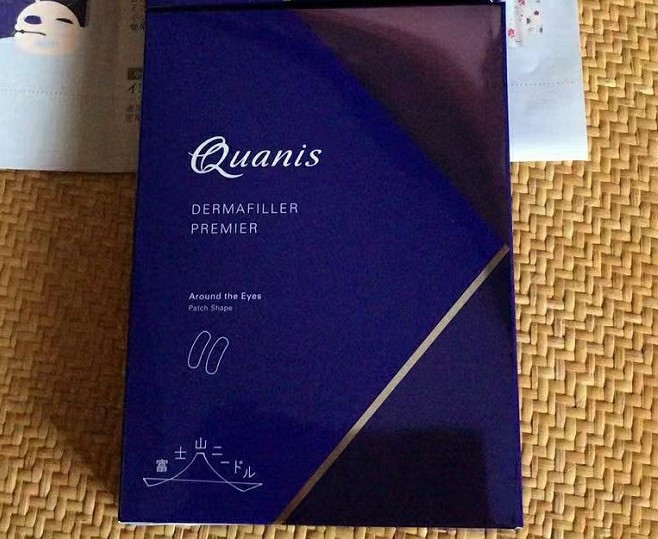 Quanis
DERMAFILLER
PREMIER
Around the Eyes
Patch Shape
富士山ニードル